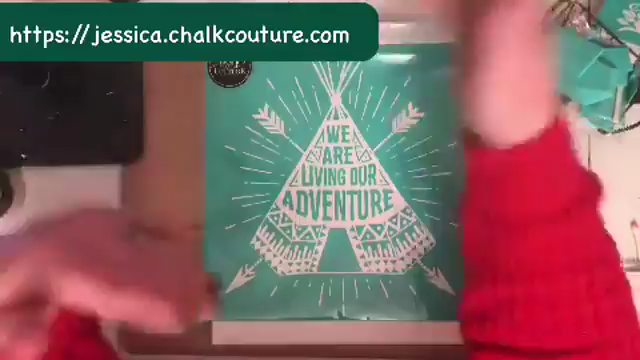 https://jessica.chalkcouture.com
WE
ARE
LIVING OUR
ADVENTURE